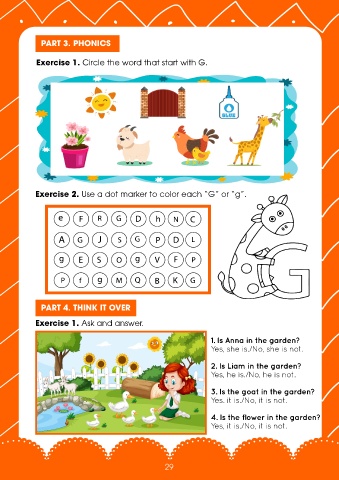 PART 3. PHONICS
Exercise 1. Circle the word that start with G.
GLUE
Exercise 2. Use a dot marker to color each "G" or "g".
e F R G D h N C
A G J S G P D L
g E S O g V F P
P f g M Q B K G
G
PART 4. THINK IT OVER
Exercise 1. Ask and answer.
1. Is Anna in the garden?
Yes, she is./No, she is not.
2. Is Liam in the garden?
Yes, he is./No, he is not.
3. Is the goat in the garden?
Yes, it is./No, it is not.
4. Is the flower in the garden?
Yes, it is./No, it is not.
29